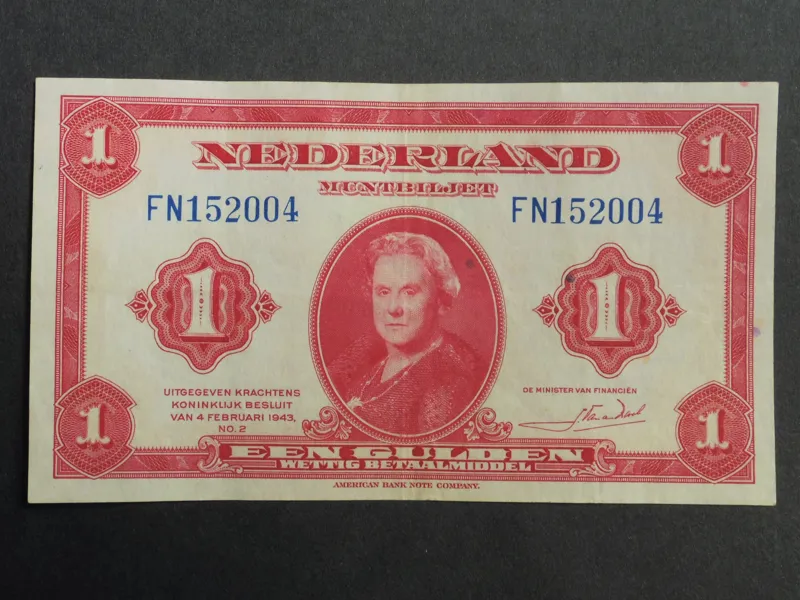 1 1
NEDERLAND
MUNTBILJET
FN152004 FN152004
1 1
UITGEGEVEN KRACHTENS
KONINKLIJK BESLUIT
VAN 4 FEBRUARI 1943,
NO. 2
DE MINISTER VAN FINANCIËN
1 1
EEN GULDEN
WETTIG BETAALMIDDEL
AMERICAN BANK NOTE COMPANY.